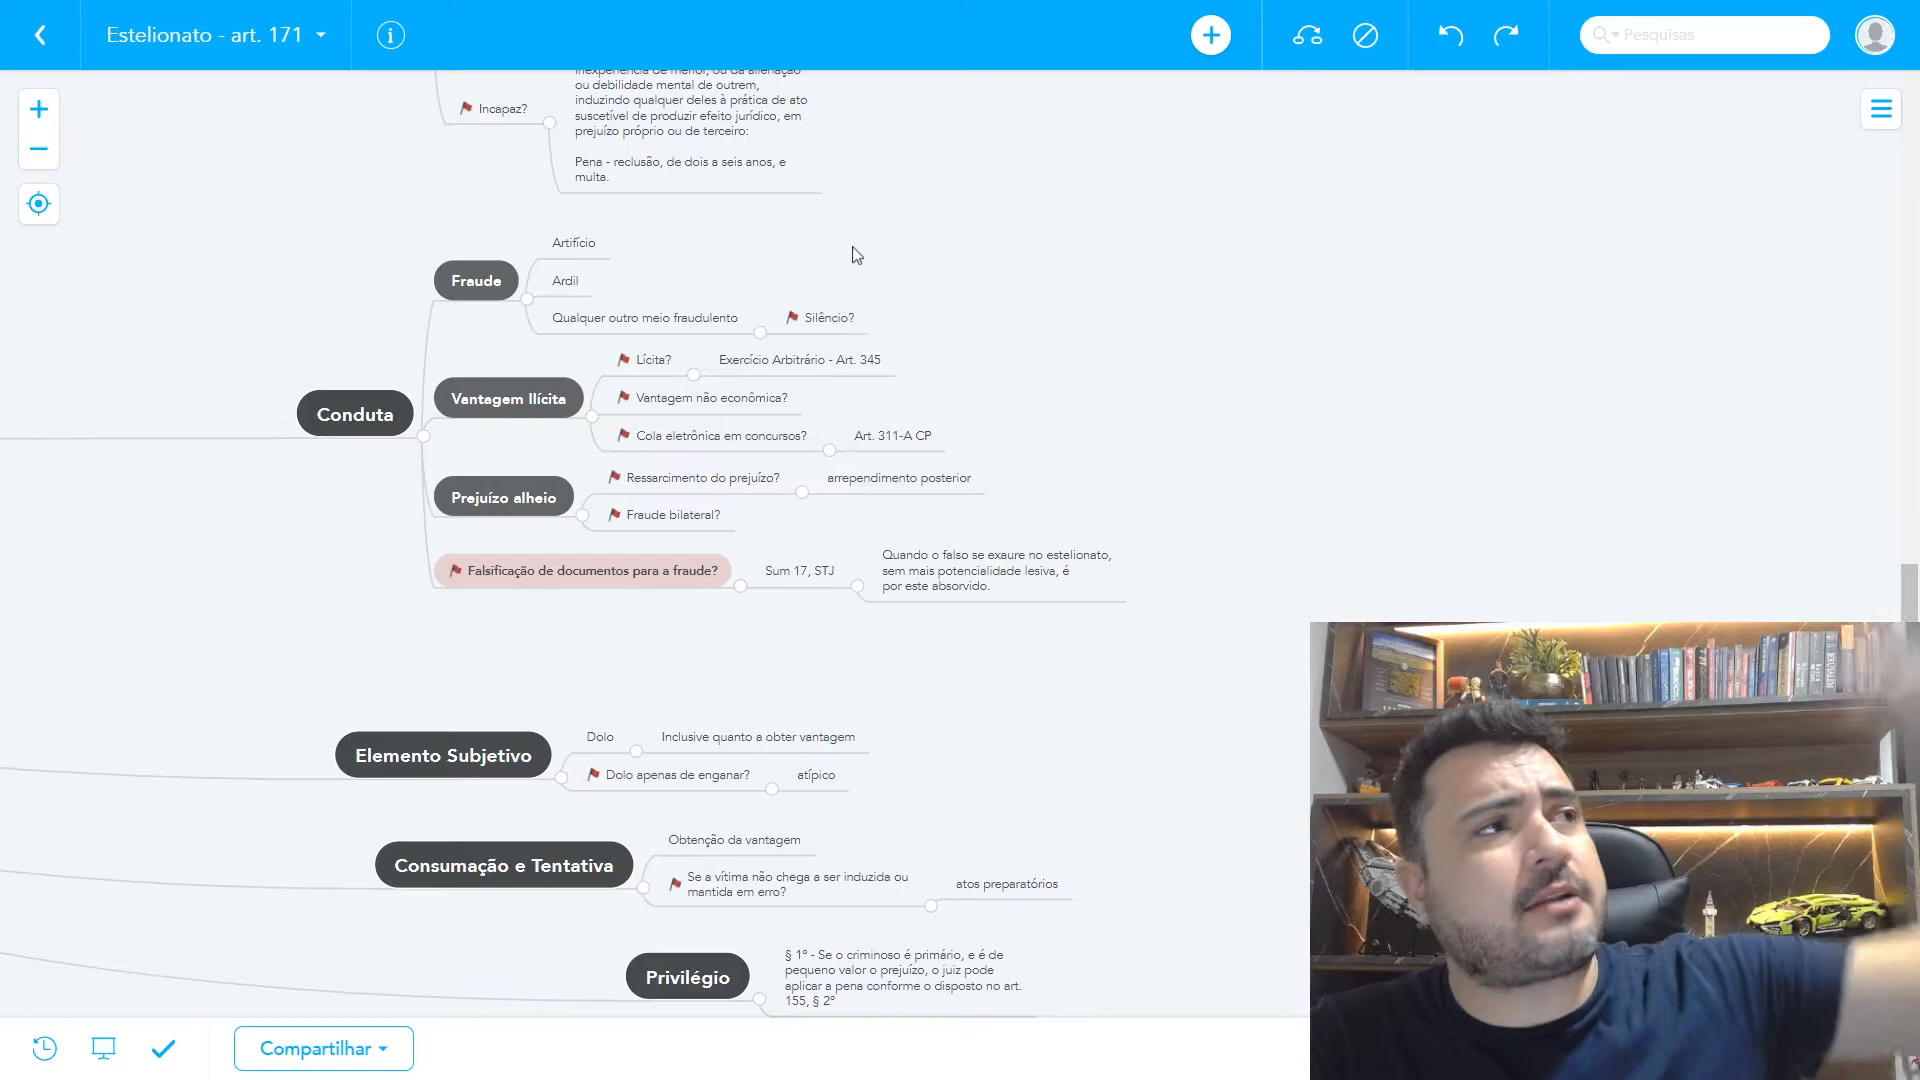 Estelionato - art. 171
Pesquisas
inexperiência de menor, ou da alienação
ou debilidade mental de outrem,
induzindo qualquer deles à prática de ato
suscetível de produzir efeito jurídico, em
prejuízo próprio ou de terceiro:
Incapaz?
Pena - reclusão, de dois a seis anos, e
multa.
Artifício
Fraude
Ardil
Qualquer outro meio fraudulento
Silêncio?
Lícita?
Exercício Arbitrário - Art. 345
Vantagem Ilícita
Vantagem não econômica?
Conduta
Cola eletrônica em concursos?
Art. 311-A CP
Ressarcimento do prejuízo?
arrependimento posterior
Prejuízo alheio
Fraude bilateral?
Falsificação de documentos para a fraude?
Sum 17, STJ
Quando o falso se exaure no estelionato,
sem mais potencialidade lesiva, é
por este absorvido.
Elemento Subjetivo
Dolo
Inclusive quanto a obter vantagem
Dolo apenas de enganar?
atípico
Consumação e Tentativa
Obtenção da vantagem
Se a vítima não chega a ser induzida ou
mantida em erro?
atos preparatórios
Privilégio
§ 1º - Se o criminoso é primário, e é de
pequeno valor o prejuízo, o juiz pode
aplicar a pena conforme o disposto no art.
155, § 2º
Compartilhar